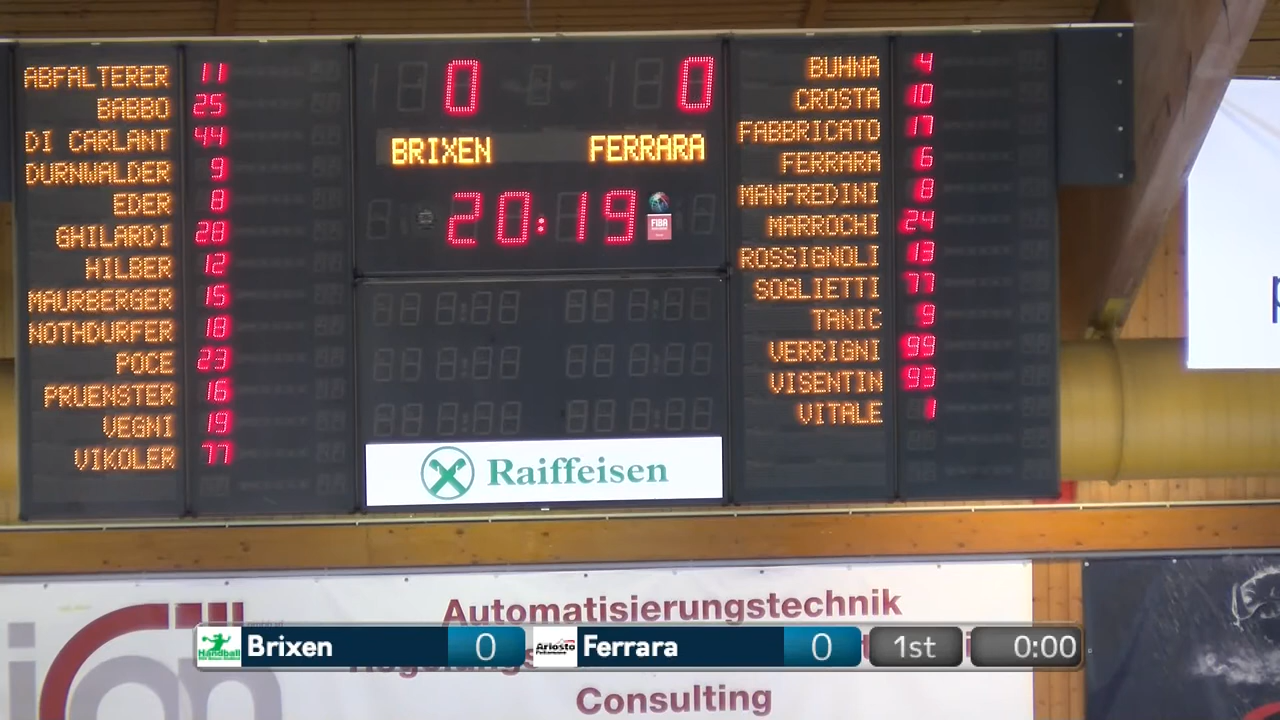 ABFALTERER 11
BABBO 25
DI CARLANT 44
DURNWALDER 9
EDER 8
GHILARDI 28
HILBER 12
MAURBERGER 15
NOTHDURFER 18
POCE 23
PRUENSTER 16
VEGNI 19
VIKOLER 77
0 0
BRIXEN FERRARA
20:19
FIBA
Raiffeisen
BUHNA 4
CROSTA 10
FABBRICATO 17
FERRARA 6
MANFREDINI 8
MARROCHI 24
ROSSIGNOLI 13
SOGLIETTI 77
TANIC 9
VERRIGNI 99
VISENTIN 93
VITALE 1
Automatisierungstechnik
Consulting
Handball Brixen 0 Ariosto Ferrara 0 1st 0:00